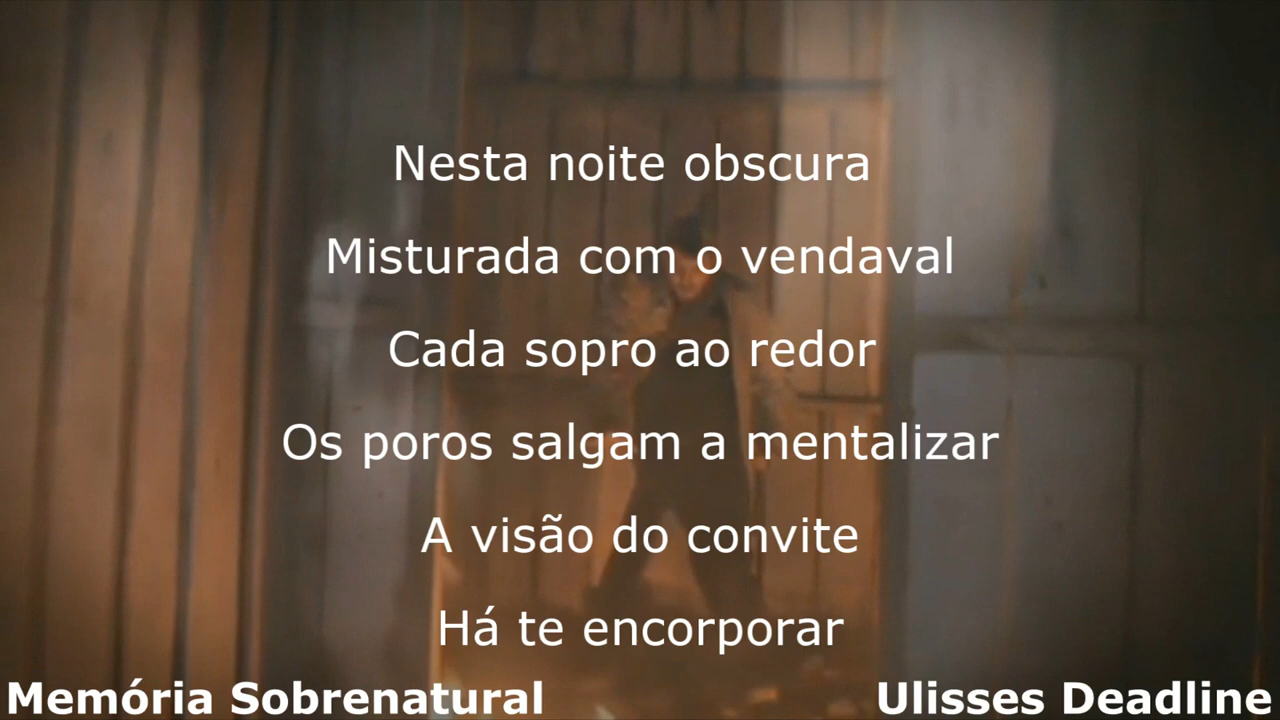 Nesta noite obscura
Misturada com o vendaval
Cada sopro ao redor
Os poros salgam a mentalizar
A visão do convite
Há te encorporar
Memória Sobrenatural
Ulisses Deadline